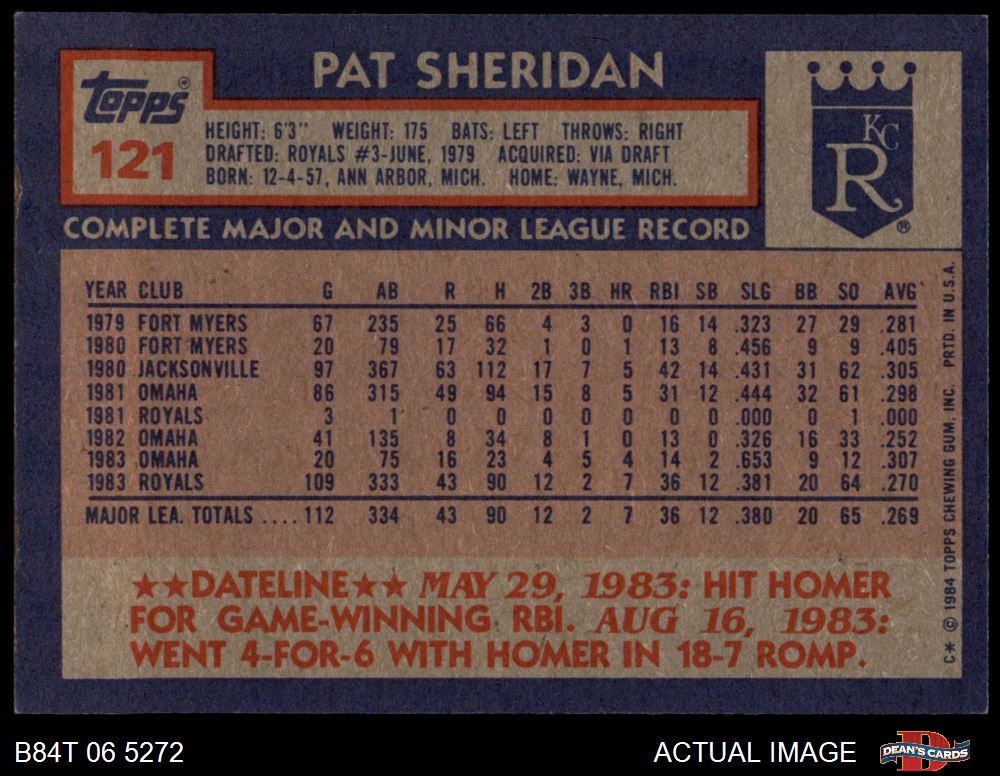 PAT SHERIDAN
topps®
121
HEIGHT: 6'3" WEIGHT: 175 BATS: LEFT THROWS: RIGHT
DRAFTED: ROYALS #3-JUNE, 1979 ACQUIRED: VIA DRAFT
BORN: 12-4-57, ANN ARBOR, MICH. HOME: WAYNE, MICH.
KC
R®
COMPLETE MAJOR AND MINOR LEAGUE RECORD
YEAR CLUB G AB R H 2B 3B HR RBI SB SLG BB SO AVG
1979 FORT MYERS 67 235 25 66 4 3 0 16 14 .323 27 29 .281
1980 FORT MYERS 20 79 17 32 1 0 1 13 8 .456 9 9 .405
1980 JACKSONVILLE 97 367 63 112 17 7 5 42 14 .431 31 62 .305
1981 OMAHA 86 315 49 94 15 8 5 31 12 .444 32 61 .298
1981 ROYALS 3 1 0 0 0 0 0 0 0 .000 0 1 .000
1982 OMAHA 41 135 8 34 8 1 0 13 0 .326 16 33 .252
1983 OMAHA 20 75 16 23 4 5 4 14 2 .653 9 12 .307
1983 ROYALS 109 333 43 90 12 2 7 36 12 .381 20 64 .270
MAJOR LEA. TOTALS .... 112 334 43 90 12 2 7 36 12 .380 20 65 .269
★★DATELINE★★ MAY 29, 1983: HIT HOMER
FOR GAME-WINNING RBI. AUG 16, 1983:
WENT 4-FOR-6 WITH HOMER IN 18-7 ROMP.
C* © 1984 TOPPS CHEWING GUM, INC. PRTD. IN U.S.A.
B84T 06 5272
ACTUAL IMAGE
DEAN'S CARDS